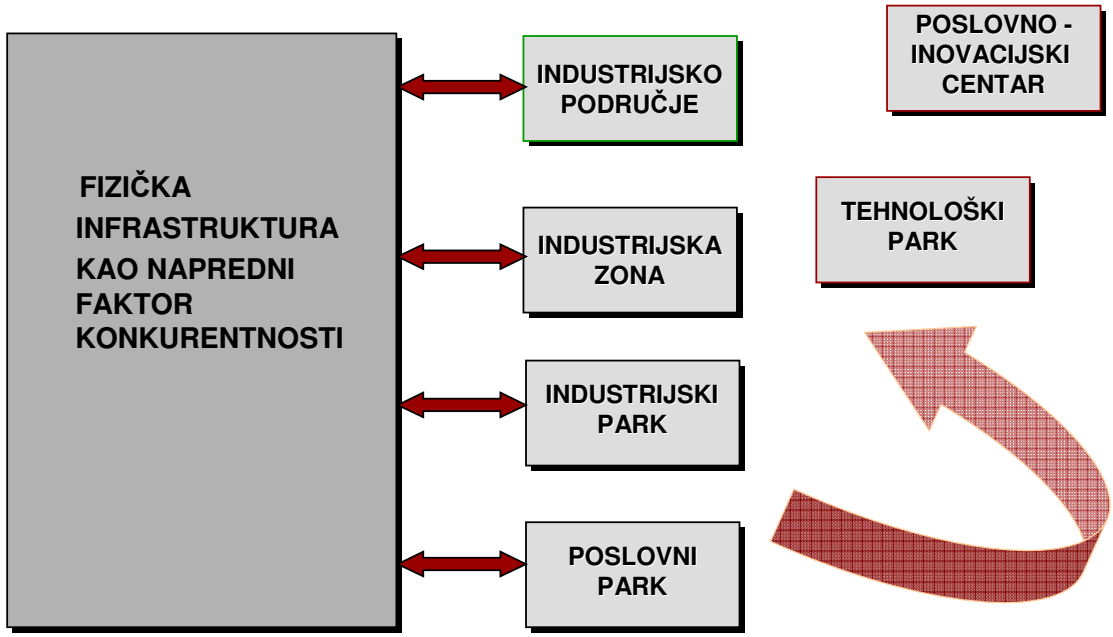 FIZIČKA
INFRASTRUKTURA
KAO NAPREDNI
FAKTOR
KONKURENTNOSTI
INDUSTRIJSKO
PODRUČJE
INDUSTRIJSKA
ZONA
INDUSTRIJSKI
PARK
POSLOVNI
PARK
POSLOVNO -
INOVACIJSKI
CENTAR
TEHNOLOŠKI
PARK